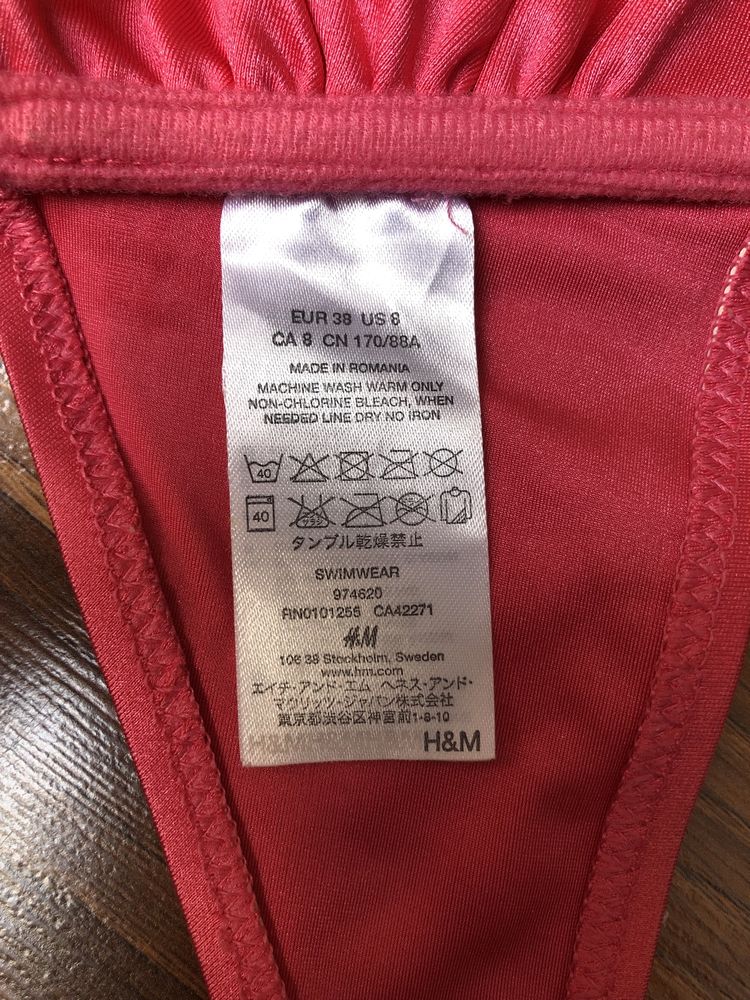 EUR 38 US 8
CA 8 CN 170/88A
MADE IN ROMANIA
MACHINE WASH WARM ONLY
NON-CHLORINE BLEACH, WHEN
NEEDED LINE DRY NO IRON
40
40
タンブル乾燥禁止
SWIMWEAR
974620
RN0101255 CA42271
H&M
106 38 Stockholm, Sweden
www.hm.com
エイチ・アンド・エム ヘネス・アンド・
マウリッツ・ジャパン株式会社
東京都渋谷区神宮前1-8-10
H&M